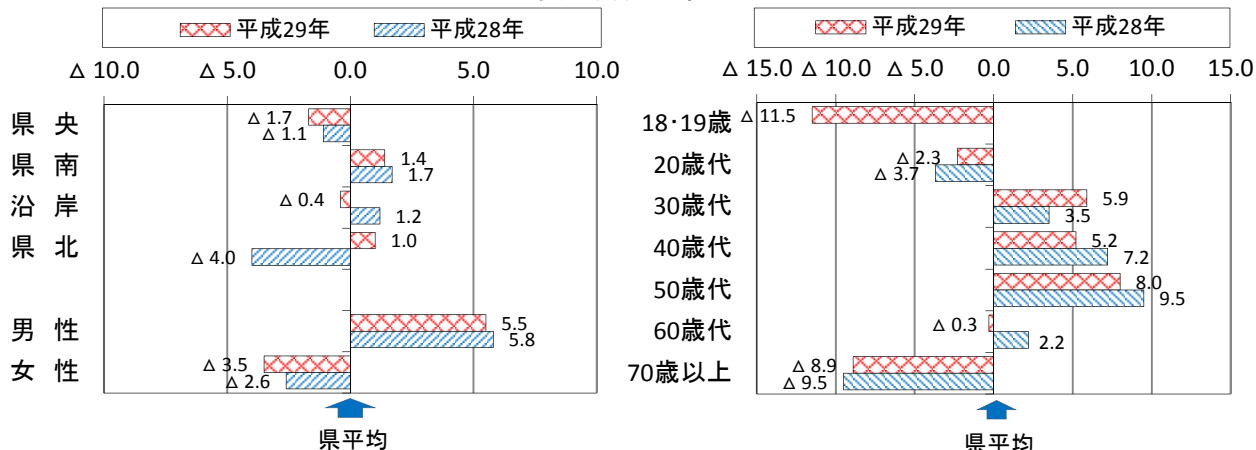 平成29年 平成28年
△ 10.0 △ 5.0 0.0 5.0 10.0
県 央 △ 1.7
△ 1.1
県 南 1.4
1.7
沿 岸 △ 0.4
1.2
県 北 1.0
△ 4.0
男 性 5.5
5.8
女 性 △ 3.5
△ 2.6
県平均
平成29年 平成28年
△ 15.0 △ 10.0 △ 5.0 0.0 5.0 10.0 15.0
18･19歳 △ 11.5
20歳代 △ 2.3
△ 3.7
30歳代 5.9
3.5
40歳代 5.2
7.2
50歳代 8.0
9.5
60歳代 △ 0.3
2.2
70歳以上 △ 8.9
△ 9.5
県平均